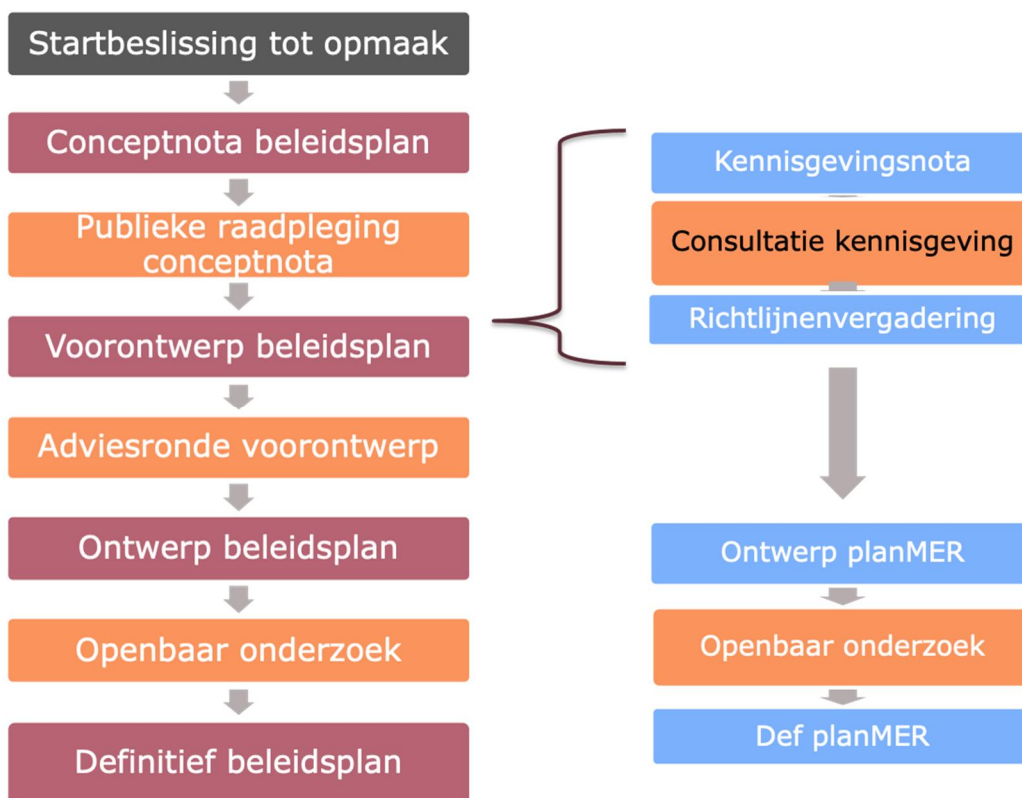 Startbeslissing tot opmaak
Conceptnota beleidsplan
Publieke raadpleging
conceptnota
Voorontwerp beleidsplan
Adviesronde voorontwerp
Ontwerp beleidsplan
Openbaar onderzoek
Definitief beleidsplan
Kennisgevingsnota
Consultatie kennisgeving
Richtlijnenvergadering
Ontwerp planMER
Openbaar onderzoek
Def planMER